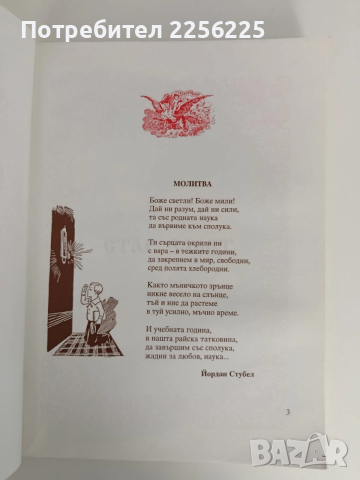 Потребител 2256225
МОЛИТВА
Боже светли! Боже мили!
Дай ни разум, дай ни сили,
та със родната наука
да вървиме към сполука.
Ти сърцата окрили ни
с вяра – в тежките години,
да закрепнем в мир, свободни,
сред полята хлебородни.
Както мъничкото зрънце
никне весело на слънце,
тъй и ние да растеме
в туй усилно, мъчно време.
И учебната година,
в нашта райска татковина,
да завършим със сполука,
жадни за любов, наука...
Йордан Стубел
3
BAZAR